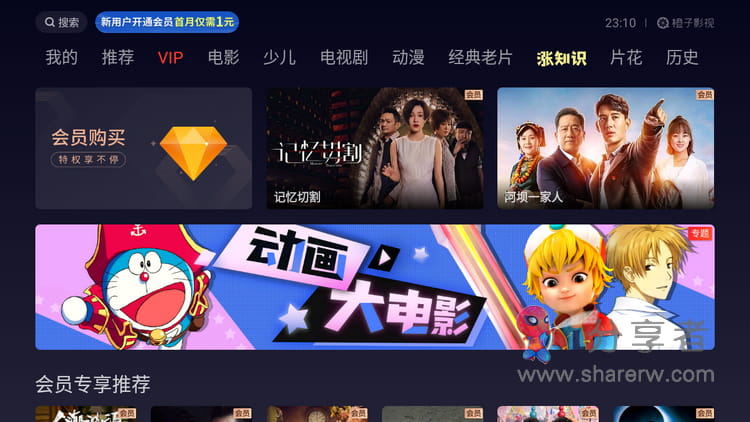 搜索
新用户开通会员 首月仅需1元
23:10
橙子影视
我的 推荐 VIP 电影 少儿 电视剧 动漫 经典老片 涨知识 片花 历史
会员购买
特权享不停
会员
记忆切割
记忆切割
会员
阿坝一家人
专题
动画
大电影
分享者
www.sharerw.com
会员专享推荐
会员
会员
会员
会员
会员
会员